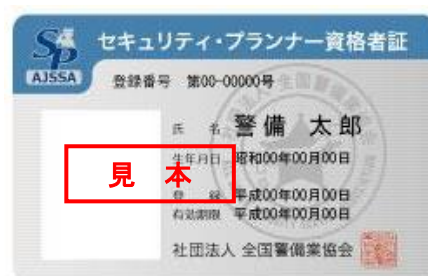 SP
AJSSA
セキュリティ・プランナー資格者証
登録番号 第00-00000号
氏 名 警備 太郎
生年月日 昭和00年00月00日
見 本
登 録 平成00年00月00日
有効期限 平成00年00月00日
社団法人 全国警備業協会